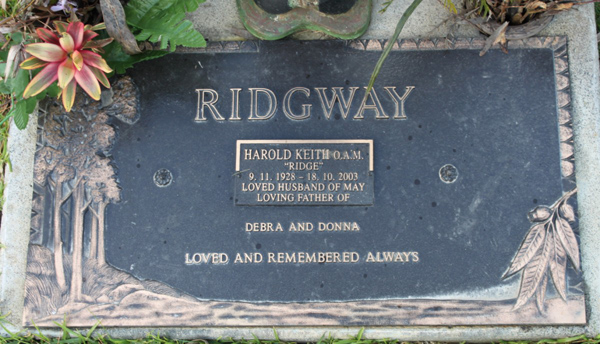 RIDGWAY
HAROLD KEITH O.A.M.
"RIDGE"
9. 11. 1928 – 18. 10. 2003
LOVED HUSBAND OF MAY
LOVING FATHER OF
DEBRA AND DONNA
LOVED AND REMEMBERED ALWAYS